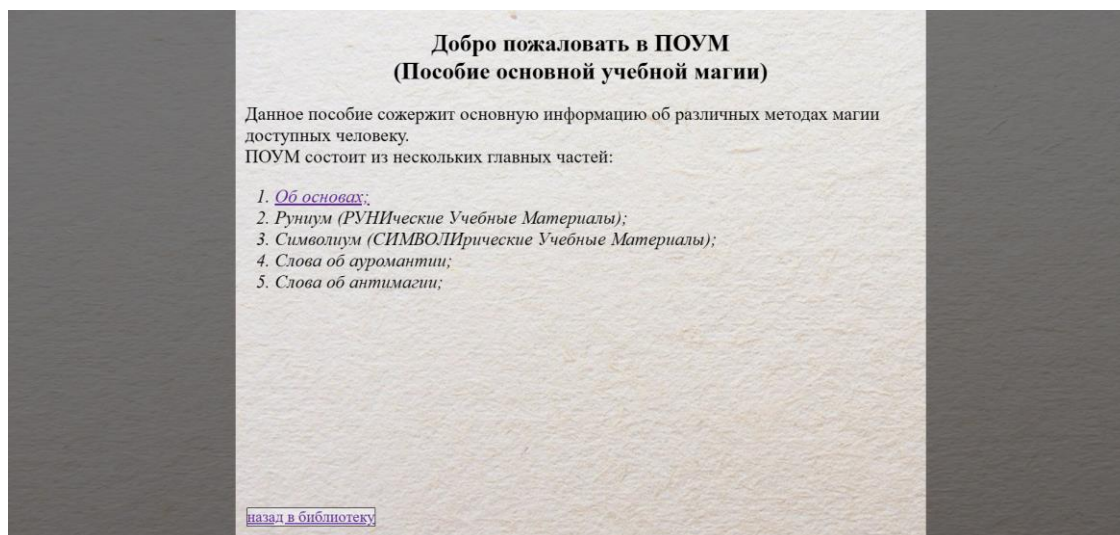 Добро пожаловать в ПОУМ
(Пособие основной учебной магии)
Данное пособие сожержит основную информацию об различных методах магии
доступных человеку.
ПОУМ состоит из нескольких главных частей:
1. Об основах;
2. Руниум (РУНИческие Учебные Материалы);
3. Символиум (СИМВОЛИрические Учебные Материалы);
4. Слова об ауромантии;
5. Слова об антимагии;
назад в библиотеку